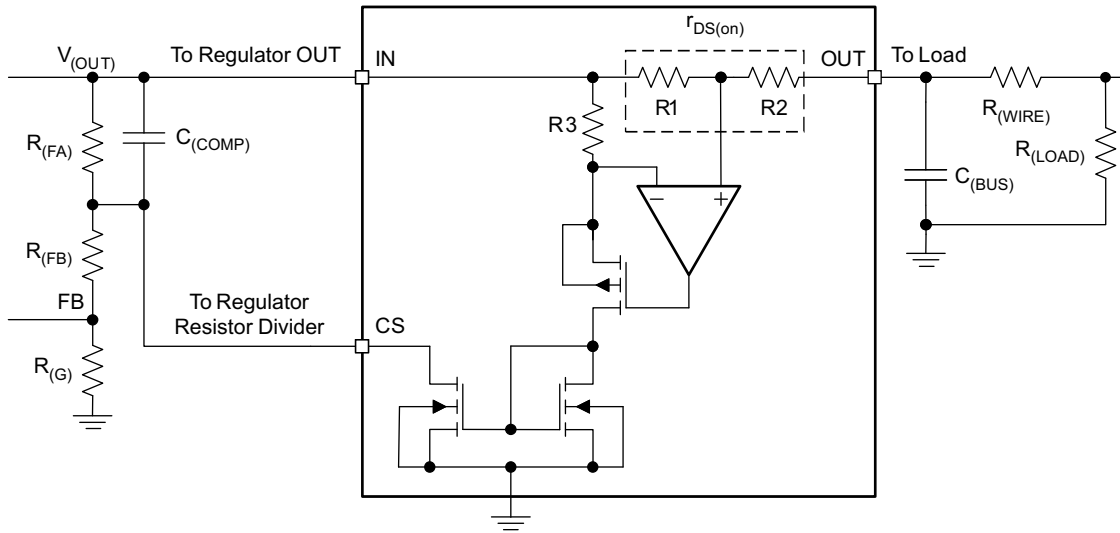 r_DS(on)
V_(OUT)
To Regulator OUT
IN
OUT
To Load
R1
R2
R3
R_(WIRE)
R_(FA)
C_(COMP)
R_(LOAD)
C_(BUS)
−
+
R_(FB)
FB
To Regulator
Resistor Divider
CS
R_(G)